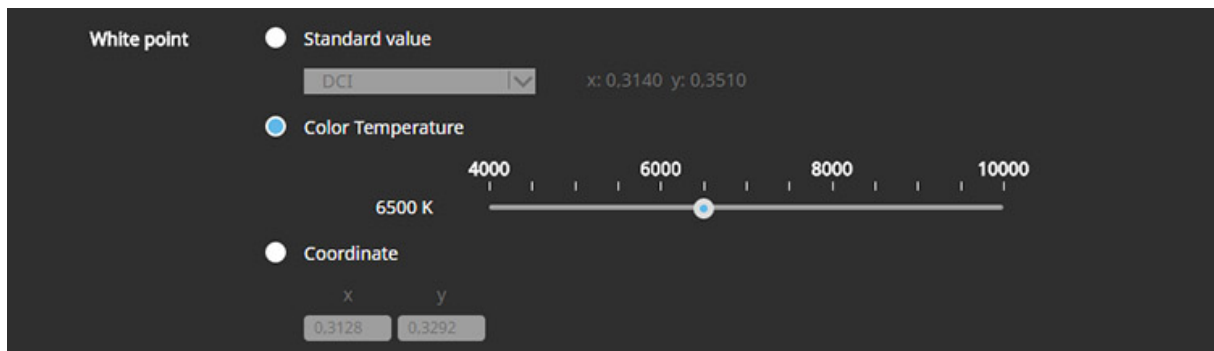 White point Standard value
DCI x: 0,3140 y: 0,3510
Color Temperature
4000 6000 8000 10000
6500 K
Coordinate
x y
0,3128 0,3292